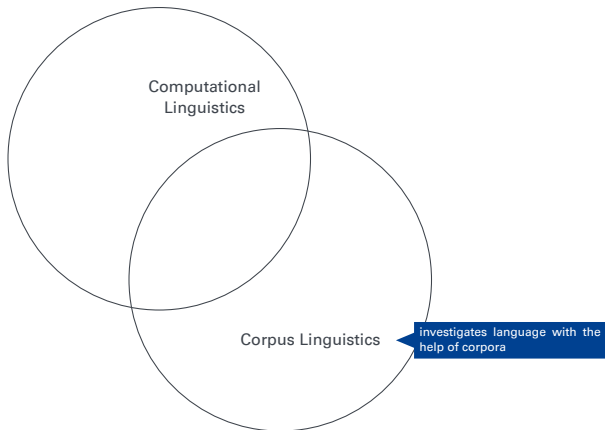 Computational
Linguistics
Corpus Linguistics
investigates language with the
help of corpora